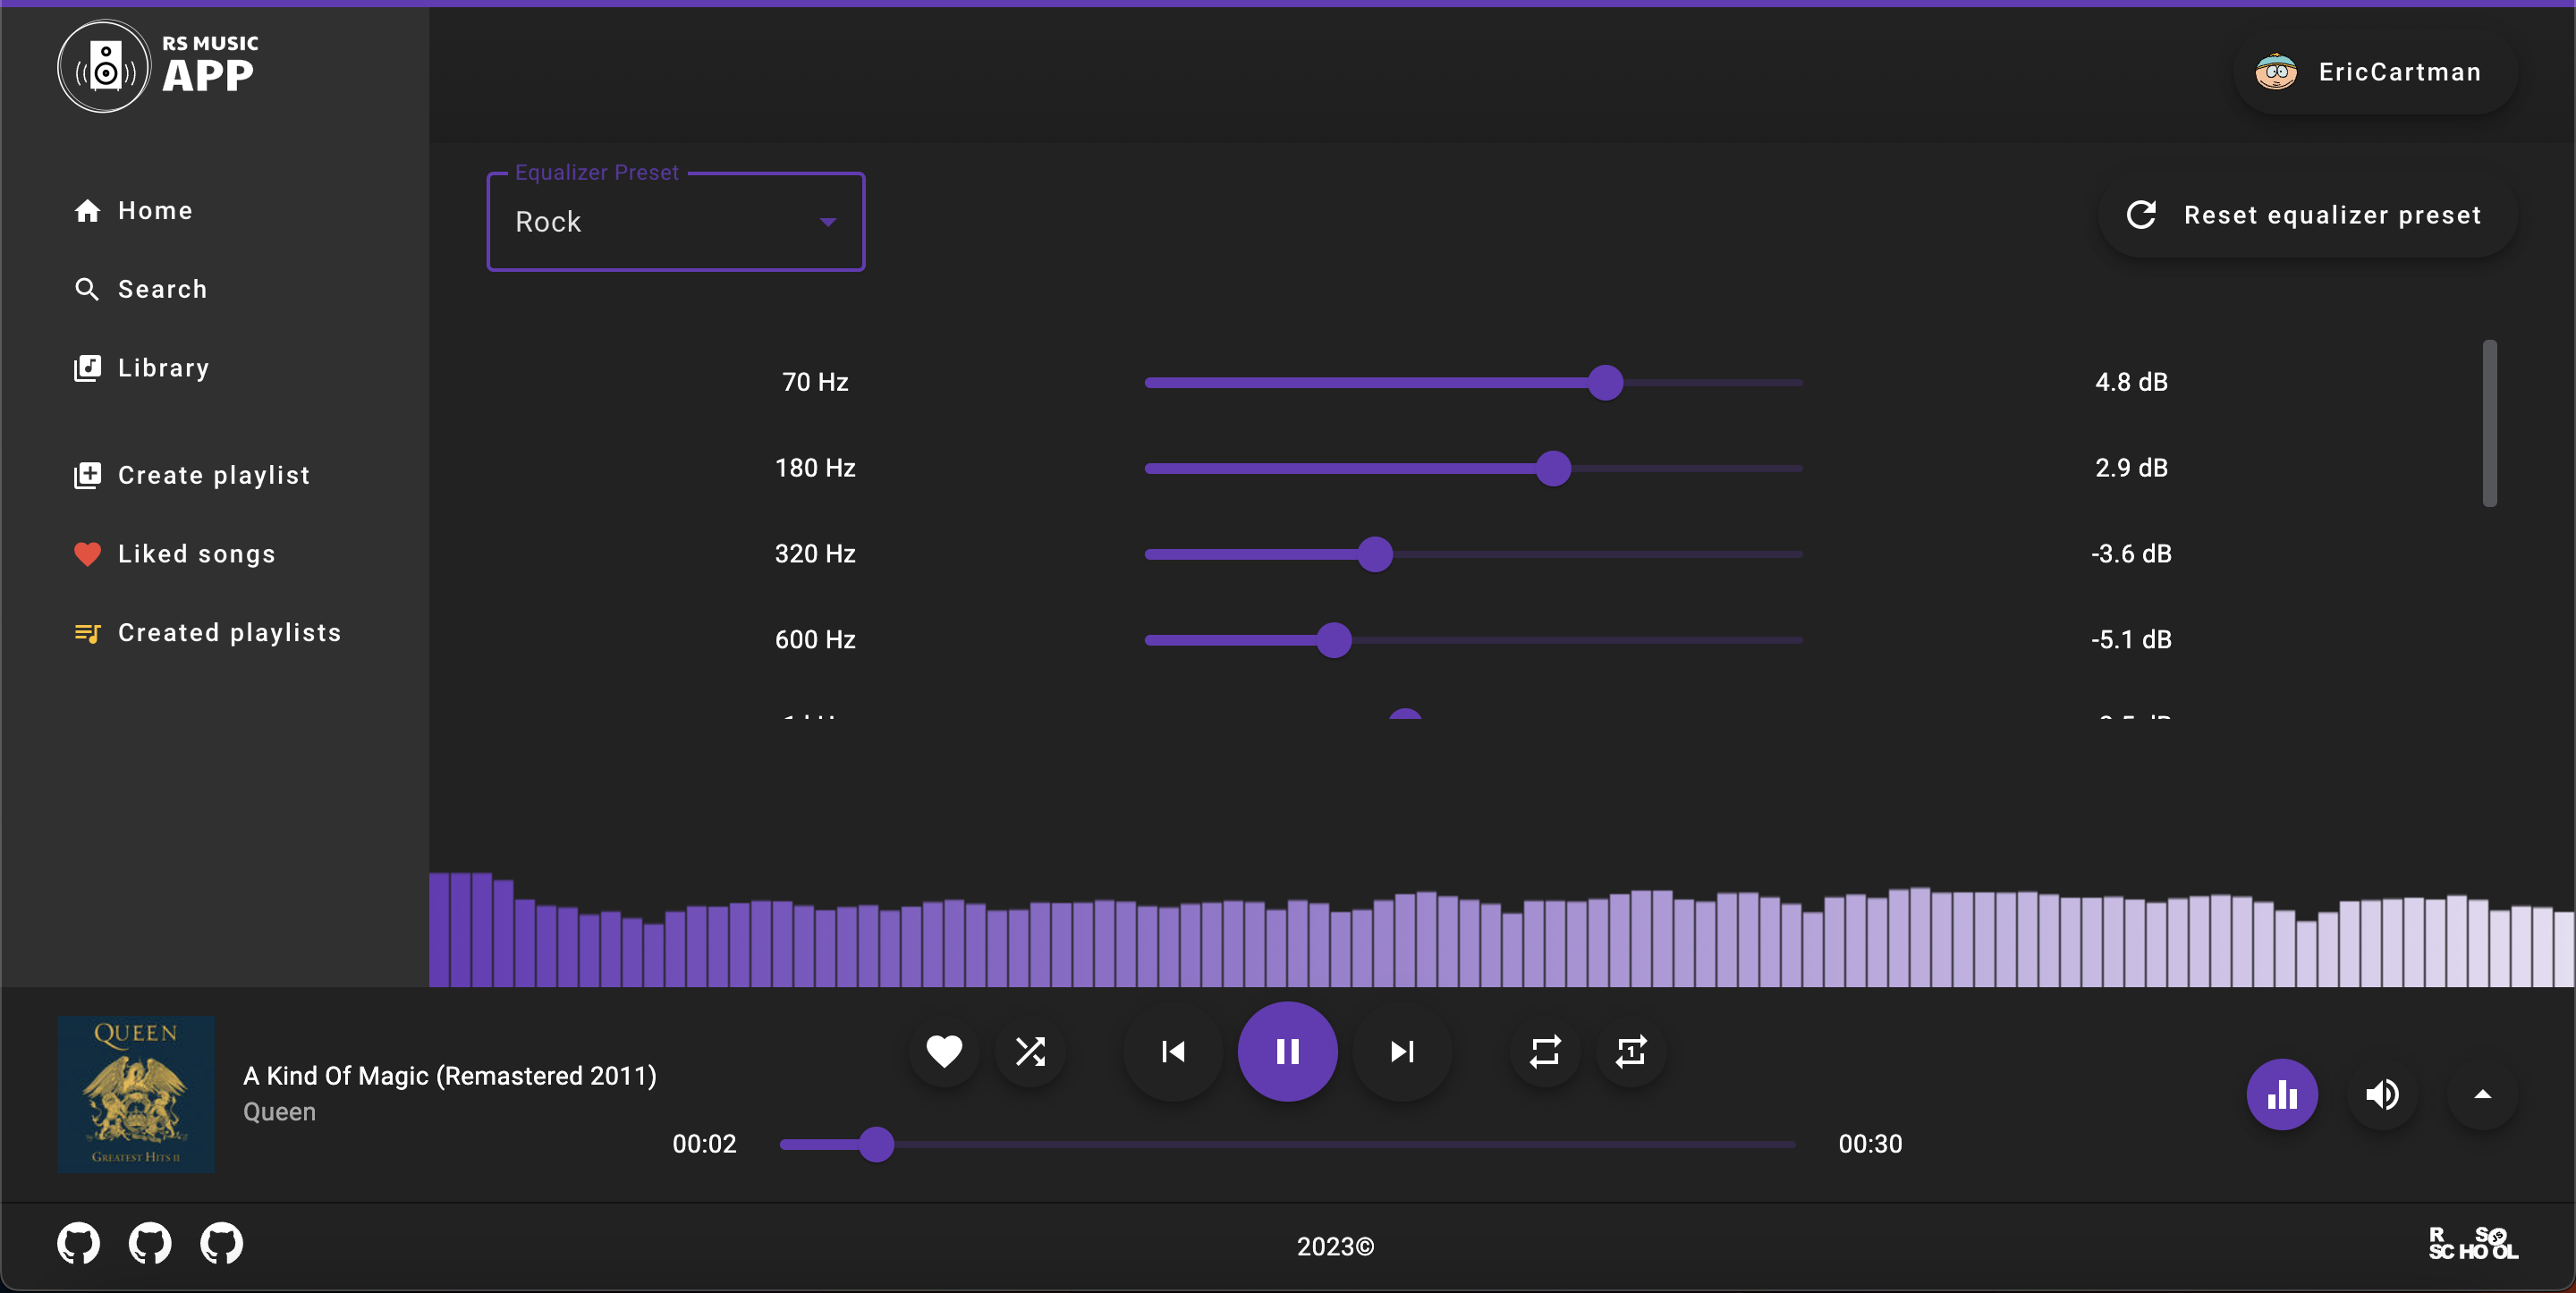 RS MUSIC
APP
EricCartman
Home
Search
Library
Create playlist
Liked songs
Created playlists
Equalizer Preset
Rock
Reset equalizer preset
70 Hz 4.8 dB
180 Hz 2.9 dB
320 Hz -3.6 dB
600 Hz -5.1 dB
QUEEN
GREATEST HITS II
A Kind Of Magic (Remastered 2011)
Queen
1
00:02 00:30
2023©
RS
SCHOOL